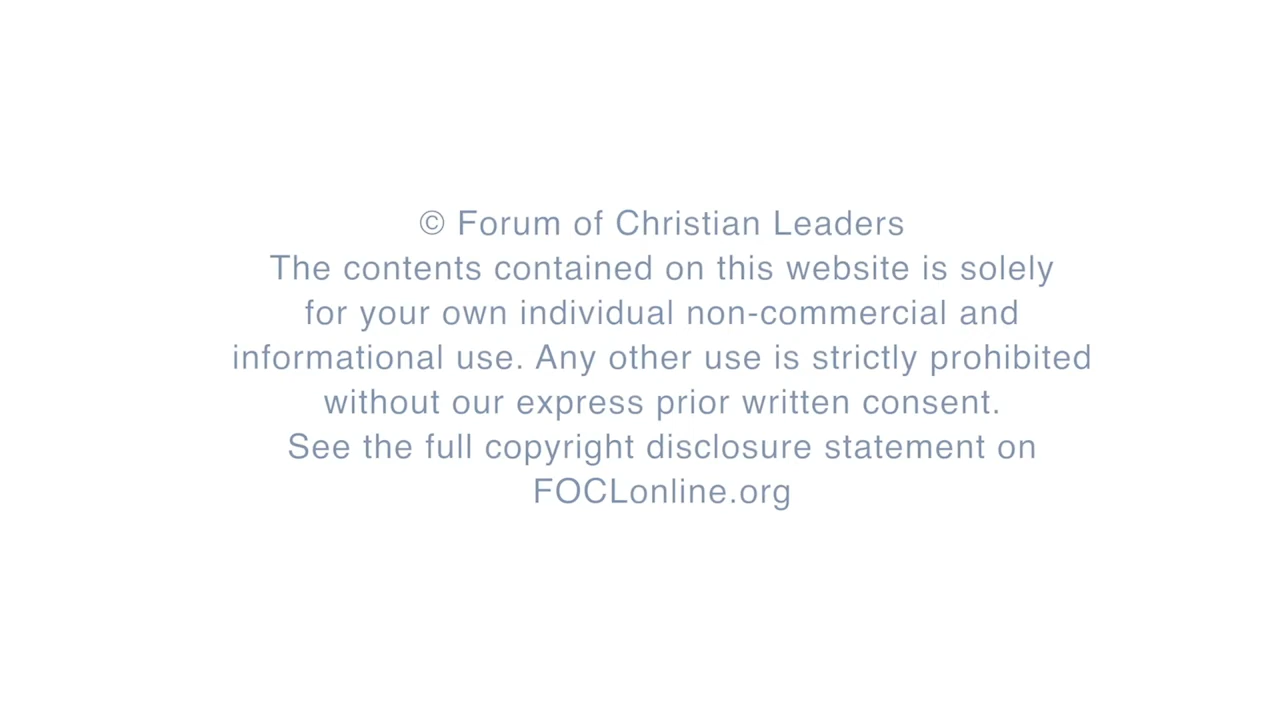 © Forum of Christian Leaders
The contents contained on this website is solely
for your own individual non-commercial and
informational use. Any other use is strictly prohibited
without our express prior written consent.
See the full copyright disclosure statement on
FOCLonline.org